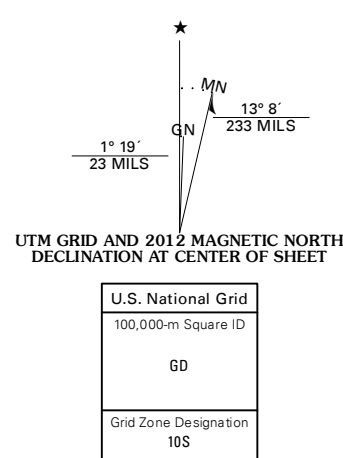 ★
MN
13° 8´
233 MILS
GN
1° 19´
23 MILS
UTM GRID AND 2012 MAGNETIC NORTH
DECLINATION AT CENTER OF SHEET
U.S. National Grid
100,000-m Square ID
GD
Grid Zone Designation
10S